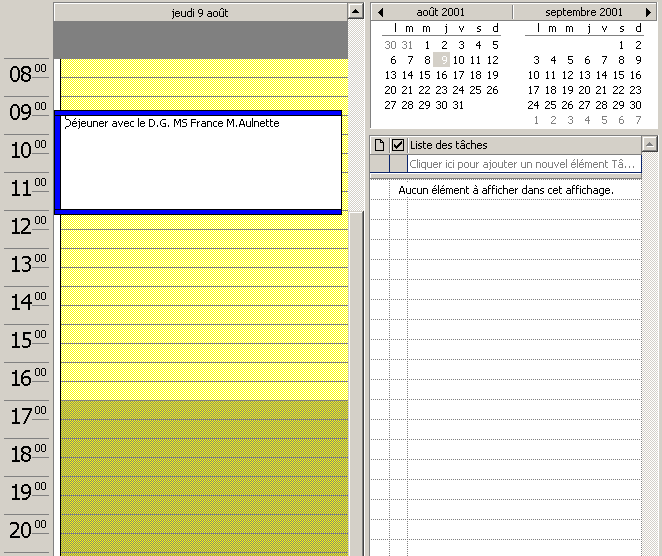 jeudi 9 août
08 00
09 00
Déjeuner avec le D.G. MS France M.Aulnette
10 00
11 00
12 00
13 00
14 00
15 00
16 00
17 00
18 00
19 00
20 00
août 2001
l m m j v s d
30 31 1 2 3 4 5
6 7 8 9 10 11 12
13 14 15 16 17 18 19
20 21 22 23 24 25 26
27 28 29 30 31
septembre 2001
l m m j v s d
1 2
3 4 5 6 7 8 9
10 11 12 13 14 15 16
17 18 19 20 21 22 23
24 25 26 27 28 29 30
1 2 3 4 5 6 7
Liste des tâches
Cliquer ici pour ajouter un nouvel élément Tâ...
Aucun élément à afficher dans cet affichage.